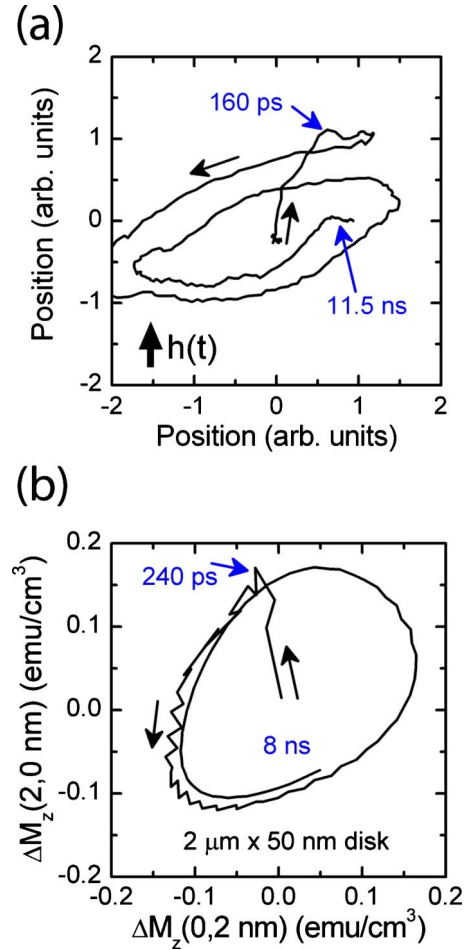 (a)
2
1
0
-1
-2
Position (arb. units)
160 ps
11.5 ns
h(t)
-2 -1 0 1 2
Position (arb. units)
(b)
0.2
0.1
0.0
-0.1
-0.2
ΔM_z(2,0 nm) (emu/cm³)
240 ps
8 ns
2 μm x 50 nm disk
-0.2 -0.1 0.0 0.1 0.2
ΔM_z(0,2 nm) (emu/cm³)